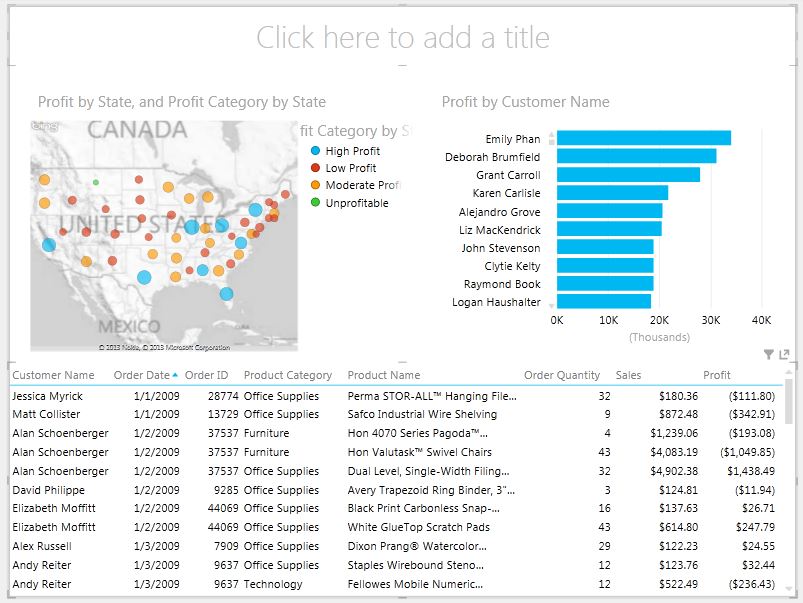 Click here to add a title
Profit by State, and Profit Category by State
bing
CANADA
UNITED STATES
MEXICO
CUBA
© 2013 Nokia, © 2013 Microsoft Corporation
fit Category by S
High Profit
Low Profit
Moderate Profi
Unprofitable
Profit by Customer Name
Emily Phan
Deborah Brumfield
Grant Carroll
Karen Carlisle
Alejandro Grove
Liz MacKendrick
John Stevenson
Clytie Kelty
Raymond Book
Logan Haushalter
0K 10K 20K 30K 40K
(Thousands)
Customer Name Order Date Order ID Product Category Product Name Order Quantity Sales Profit
Jessica Myrick 1/1/2009 28774 Office Supplies Perma STOR-ALL™ Hanging File... 32 $180.36 ($111.80)
Matt Collister 1/1/2009 13729 Office Supplies Safco Industrial Wire Shelving 9 $872.48 ($342.91)
Alan Schoenberger 1/2/2009 37537 Furniture Hon 4070 Series Pagoda™... 4 $1,239.06 ($193.08)
Alan Schoenberger 1/2/2009 37537 Furniture Hon Valutask™ Swivel Chairs 43 $4,083.19 ($1,049.85)
Alan Schoenberger 1/2/2009 37537 Office Supplies Dual Level, Single-Width Filing... 32 $4,902.38 $1,438.49
David Philippe 1/2/2009 9285 Office Supplies Avery Trapezoid Ring Binder, 3"... 3 $124.81 ($11.94)
Elizabeth Moffitt 1/2/2009 44069 Office Supplies Black Print Carbonless Snap-... 16 $137.63 $26.71
Elizabeth Moffitt 1/2/2009 44069 Office Supplies White GlueTop Scratch Pads 43 $614.80 $247.79
Alex Russell 1/3/2009 7909 Office Supplies Dixon Prang® Watercolor... 29 $122.23 $24.55
Andy Reiter 1/3/2009 9637 Office Supplies Staples Wirebound Steno... 12 $123.76 $32.44
Andy Reiter 1/3/2009 9637 Technology Fellowes Mobile Numeric... 12 $522.49 ($236.43)